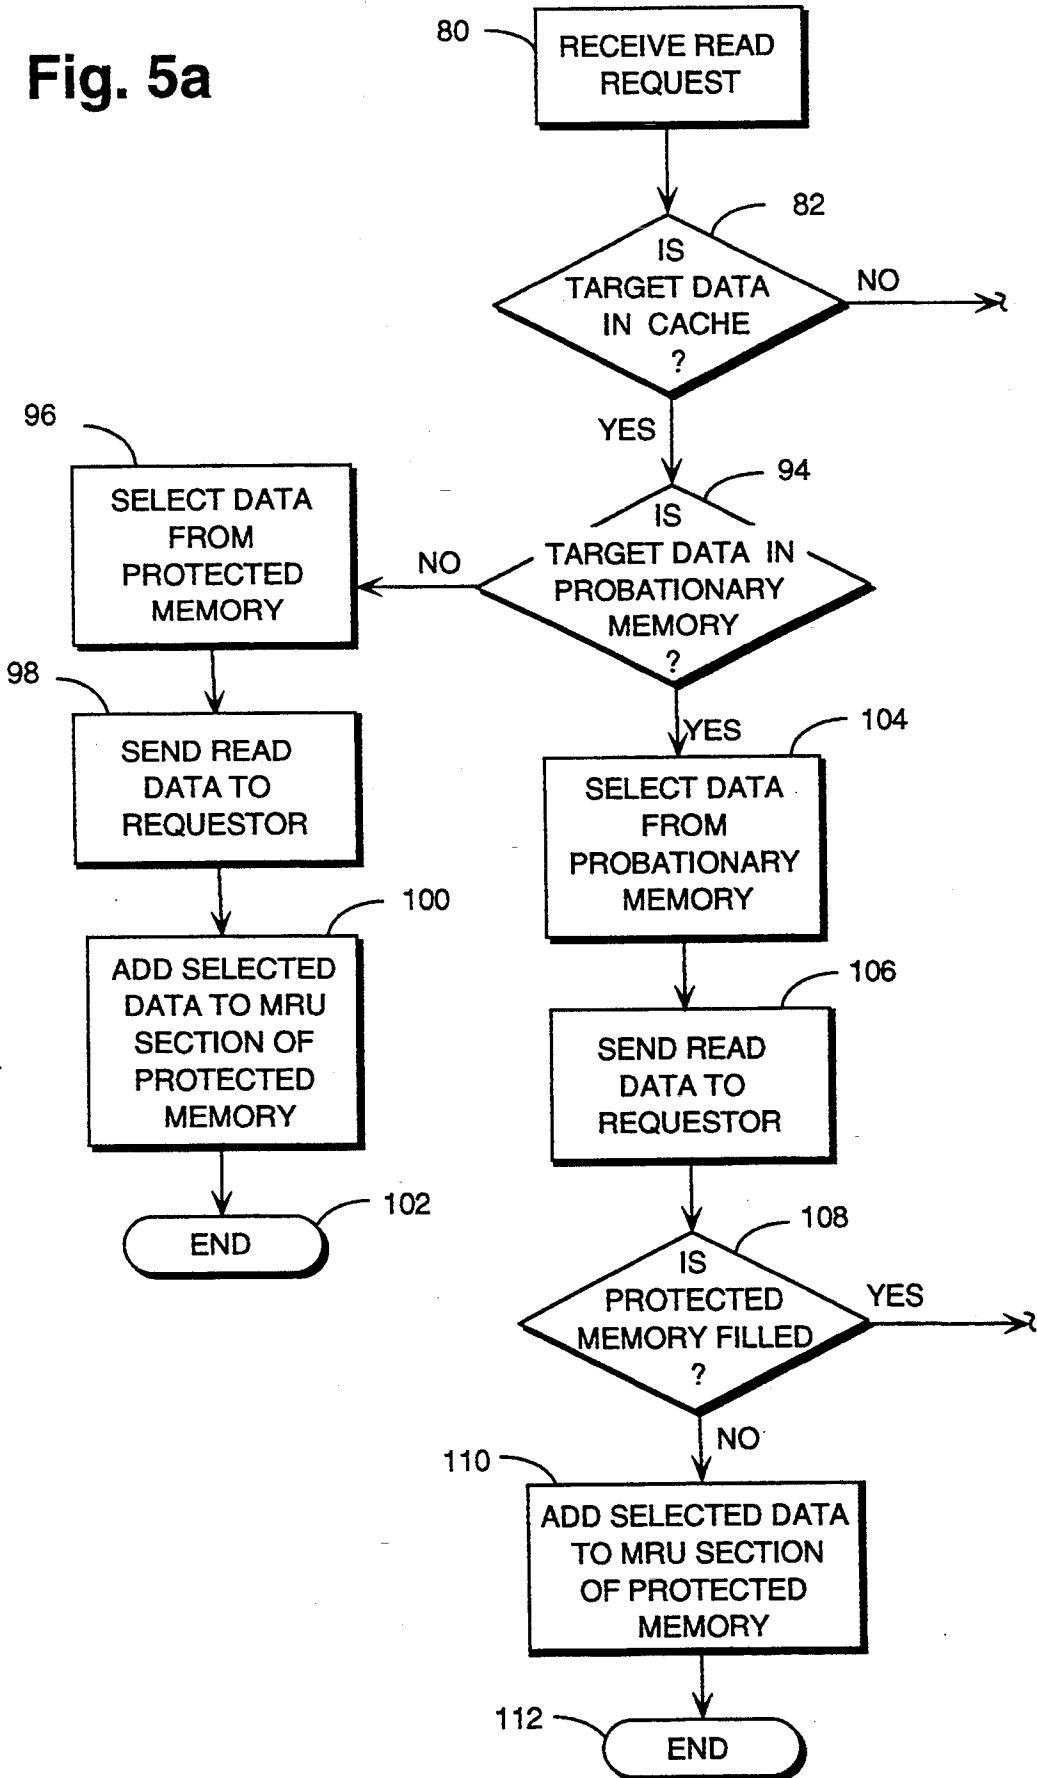 Fig. 5a
80
RECEIVE READ
REQUEST
82
IS
TARGET DATA
IN CACHE
?
NO
YES
94
IS
TARGET DATA IN
PROBATIONARY
MEMORY
?
NO
YES
96
SELECT DATA
FROM
PROTECTED
MEMORY
98
SEND READ
DATA TO
REQUESTOR
100
ADD SELECTED
DATA TO MRU
SECTION OF
PROTECTED
MEMORY
102
END
104
SELECT DATA
FROM
PROBATIONARY
MEMORY
106
SEND READ
DATA TO
REQUESTOR
108
IS
PROTECTED
MEMORY FILLED
?
YES
NO
110
ADD SELECTED DATA
TO MRU SECTION
OF PROTECTED
MEMORY
112
END